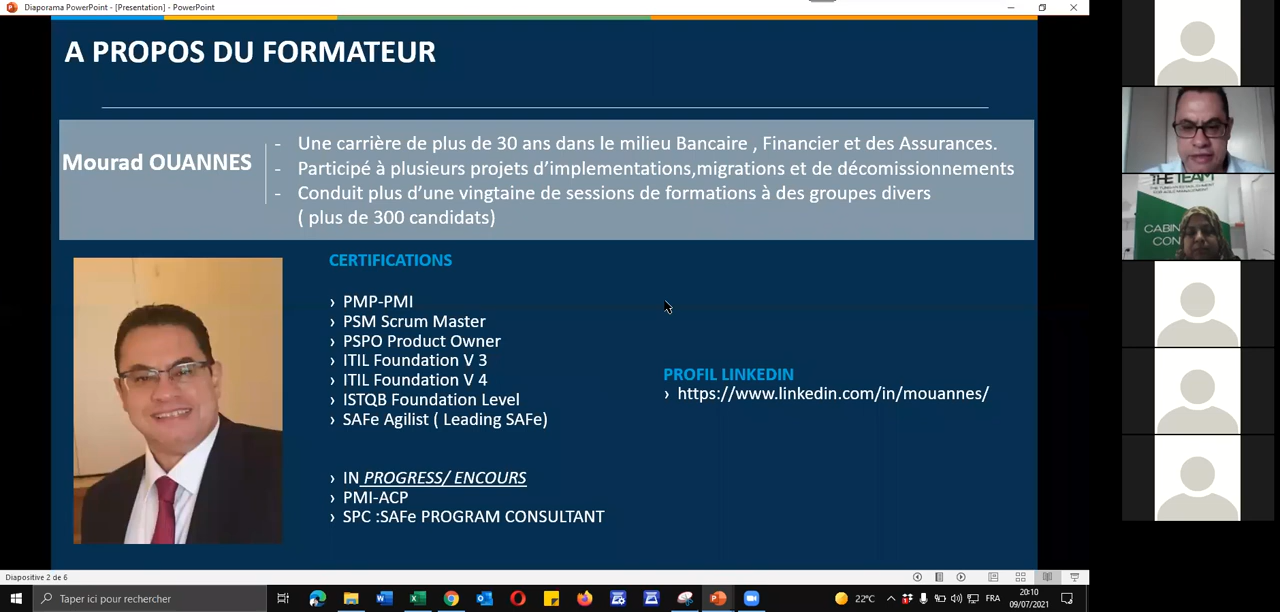 Diaporama PowerPoint - [Presentation] - PowerPoint
A PROPOS DU FORMATEUR
Mourad OUANNES
- Une carrière de plus de 30 ans dans le milieu Bancaire , Financier et des Assurances.
- Participé à plusieurs projets d’implementations,migrations et de décomissionnements
- Conduit plus d’une vingtaine de sessions de formations à des groupes divers
( plus de 300 candidats)
CERTIFICATIONS
› PMP-PMI
› PSM Scrum Master
› PSPO Product Owner
› ITIL Foundation V 3
› ITIL Foundation V 4
› ISTQB Foundation Level
› SAFe Agilist ( Leading SAFe)
› IN PROGRESS/ ENCOURS
› PMI-ACP
› SPC :SAFe PROGRAM CONSULTANT
PROFIL LINKEDIN
› https://www.linkedin.com/in/mouannes/
THE TEAM
CABIN
CON
Diapositive 2 de 6
Taper ici pour rechercher
22°C
FRA
20:10
09/07/2021